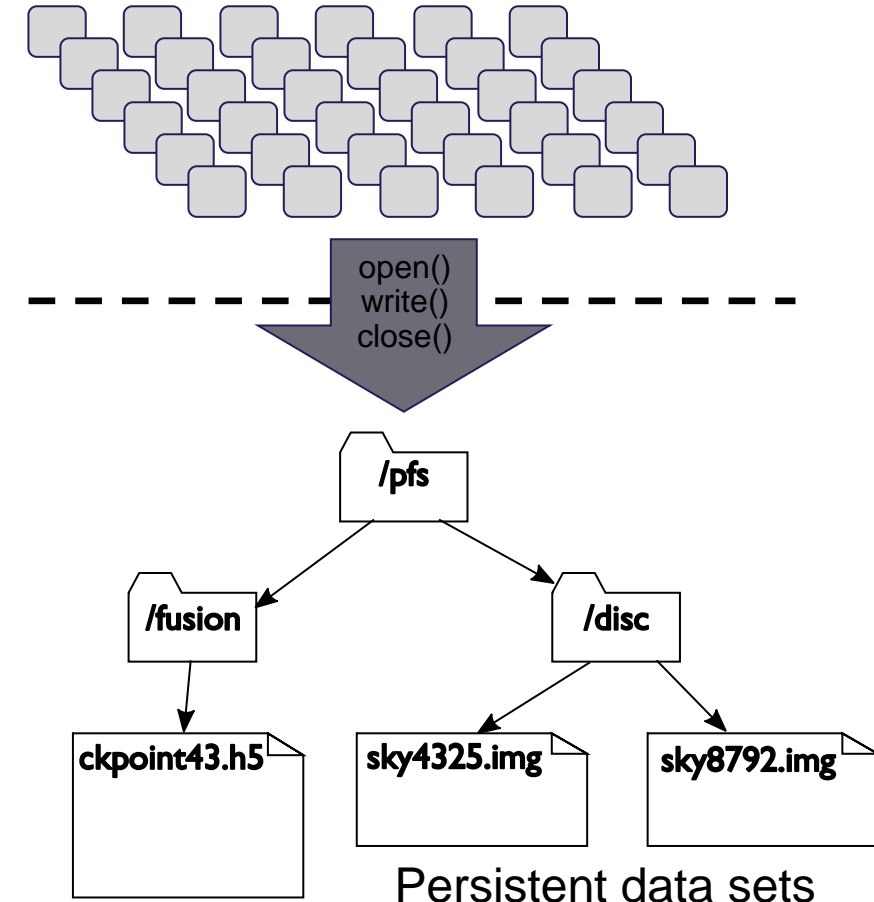 open()
write()
close()
/pfs
/fusion
/disc
ckpoint43.h5
sky4325.img
sky8792.img
Persistent data sets